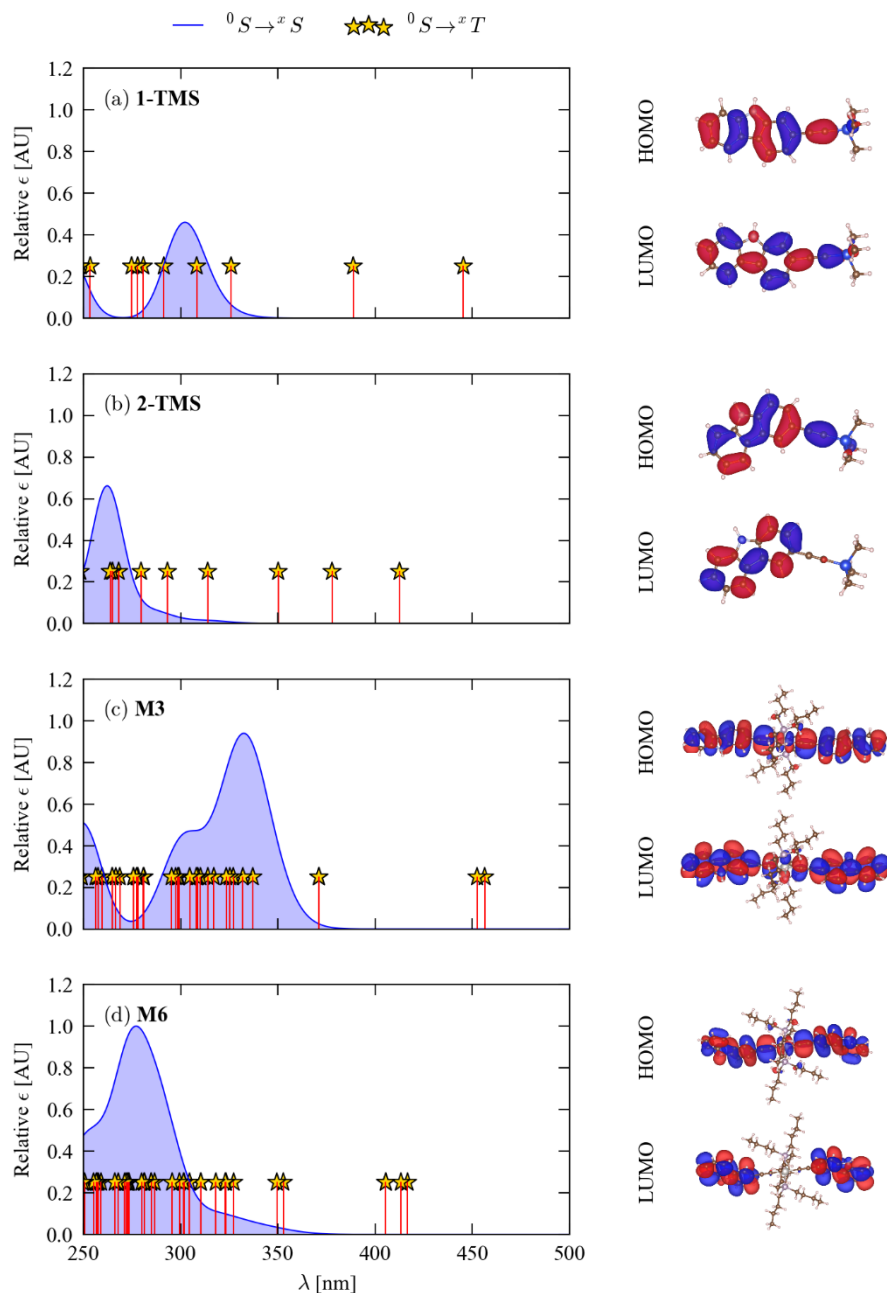 ⁰S→ˣS ⁰S→ˣT
(a) 1-TMS
Relative ϵ [AU]
1.2
1.0
0.8
0.6
0.4
0.2
0.0
HOMO
LUMO
(b) 2-TMS
Relative ϵ [AU]
1.2
1.0
0.8
0.6
0.4
0.2
0.0
HOMO
LUMO
(c) M3
Relative ϵ [AU]
1.2
1.0
0.8
0.6
0.4
0.2
0.0
HOMO
LUMO
(d) M6
Relative ϵ [AU]
1.2
1.0
0.8
0.6
0.4
0.2
0.0
HOMO
LUMO
250 300 350 400 450 500
λ [nm]